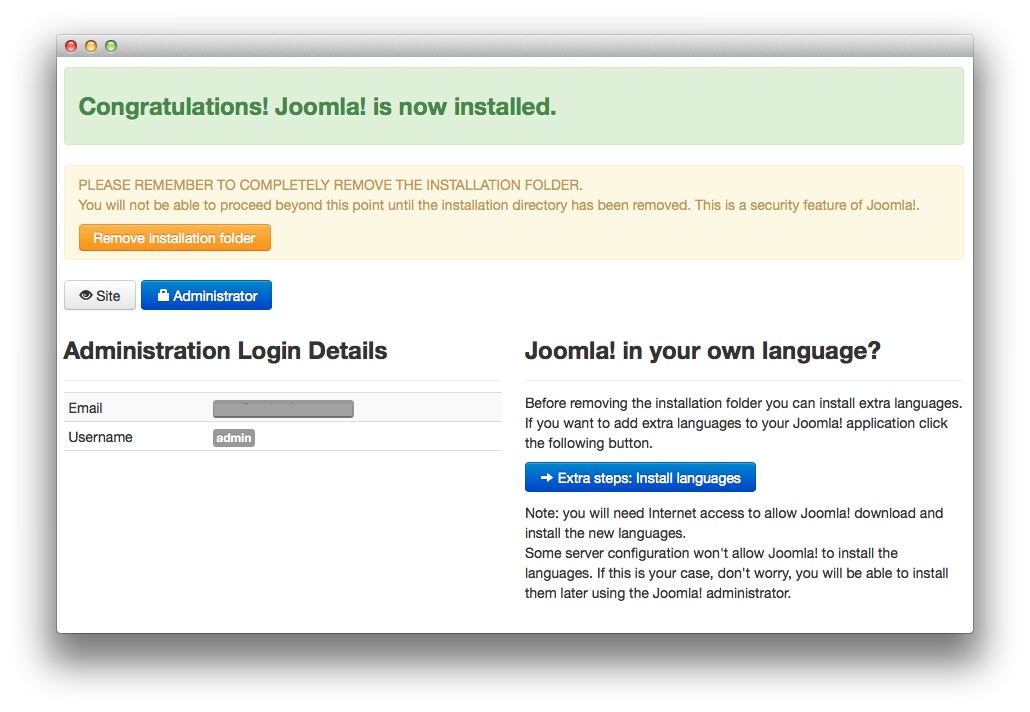 Congratulations! Joomla! is now installed.
PLEASE REMEMBER TO COMPLETELY REMOVE THE INSTALLATION FOLDER.
You will not be able to proceed beyond this point until the installation directory has been removed. This is a security feature of Joomla!.
Remove installation folder
Site
Administrator
Administration Login Details
Email
Username
admin
Joomla! in your own language?
Before removing the installation folder you can install extra languages.
If you want to add extra languages to your Joomla! application click
the following button.
Extra steps: Install languages
Note: you will need Internet access to allow Joomla! download and
install the new languages.
Some server configuration won't allow Joomla! to install the
languages. If this is your case, don't worry, you will be able to install
them later using the Joomla! administrator.